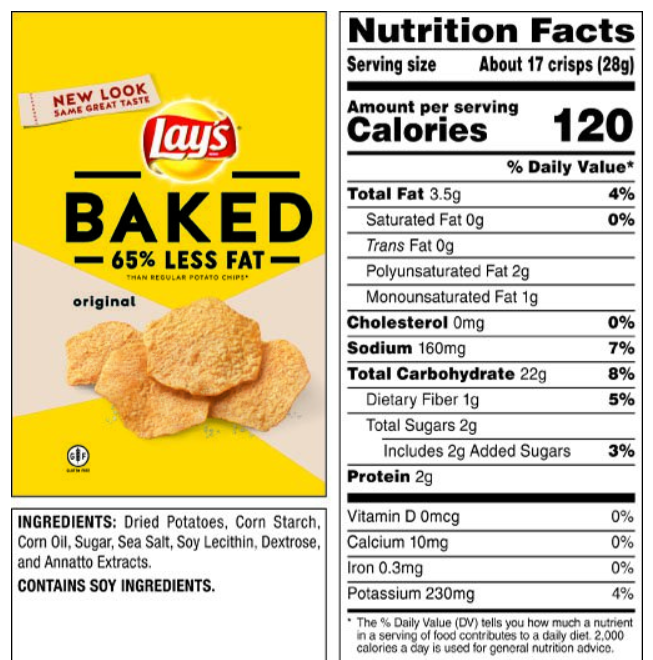 NEW LOOK
SAME GREAT TASTE
Lay's
BAKED
65% LESS FAT
THAN REGULAR POTATO CHIPS*
original
GF
GLUTEN FREE
INGREDIENTS: Dried Potatoes, Corn Starch,
Corn Oil, Sugar, Sea Salt, Soy Lecithin, Dextrose,
and Annatto Extracts.
CONTAINS SOY INGREDIENTS.
Nutrition Facts
Serving size About 17 crisps (28g)
Amount per serving
Calories 120
% Daily Value*
Total Fat 3.5g 4%
Saturated Fat 0g 0%
Trans Fat 0g
Polyunsaturated Fat 2g
Monounsaturated Fat 1g
Cholesterol 0mg 0%
Sodium 160mg 7%
Total Carbohydrate 22g 8%
Dietary Fiber 1g 5%
Total Sugars 2g
Includes 2g Added Sugars 3%
Protein 2g
Vitamin D 0mcg 0%
Calcium 10mg 0%
Iron 0.3mg 0%
Potassium 230mg 4%
* The % Daily Value (DV) tells you how much a nutrient
in a serving of food contributes to a daily diet. 2,000
calories a day is used for general nutrition advice.